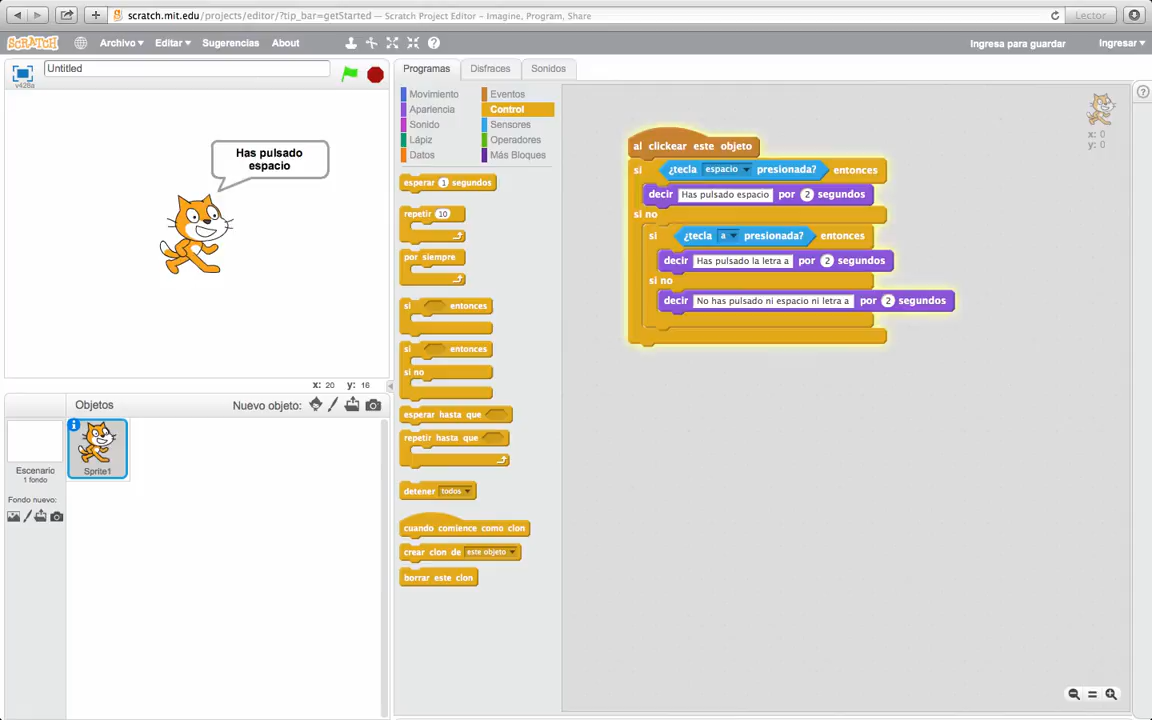 scratch.mit.edu/projects/editor/?tip_bar=getStarted — Scratch Project Editor - Imagine, Program, Share
Lector
SCRATCH
Archivo
Editar
Sugerencias
About
Ingresa para guardar
Ingresar
v426a
Untitled
Has pulsado
espacio
x: 20 y: 16
Programas
Disfraces
Sonidos
Movimiento
Apariencia
Sonido
Lápiz
Datos
Eventos
Control
Sensores
Operadores
Más Bloques
esperar 1 segundos
repetir 10
por siempre
si entonces
si entonces
si no
esperar hasta que
repetir hasta que
detener todos
cuando comience como clon
crear clon de este objeto
borrar este clon
al clickear este objeto
si ¿tecla espacio presionada? entonces
decir Has pulsado espacio por 2 segundos
si no
si ¿tecla a presionada? entonces
decir Has pulsado la letra a por 2 segundos
si no
decir No has pulsado ni espacio ni letra a por 2 segundos
x: 0
y: 0
Objetos
Nuevo objeto:
Sprite1
Escenario
1 fondo
Fondo nuevo: